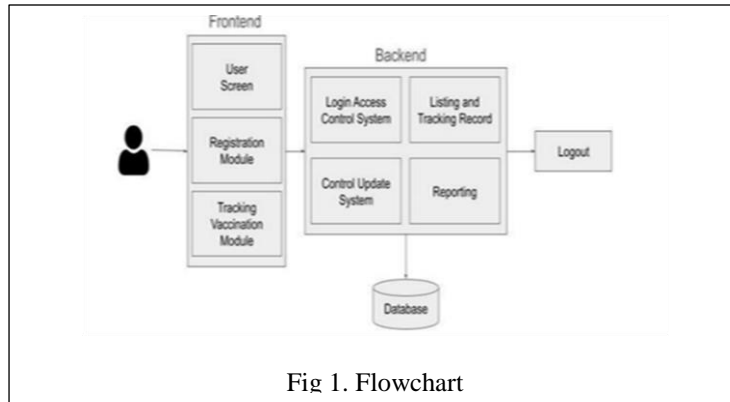 Frontend
User
Screen
Registration
Module
Tracking
Vaccination
Module
Backend
Login Access
Control System
Listing and
Tracking Record
Control Update
System
Reporting
Logout
Database
Fig 1. Flowchart